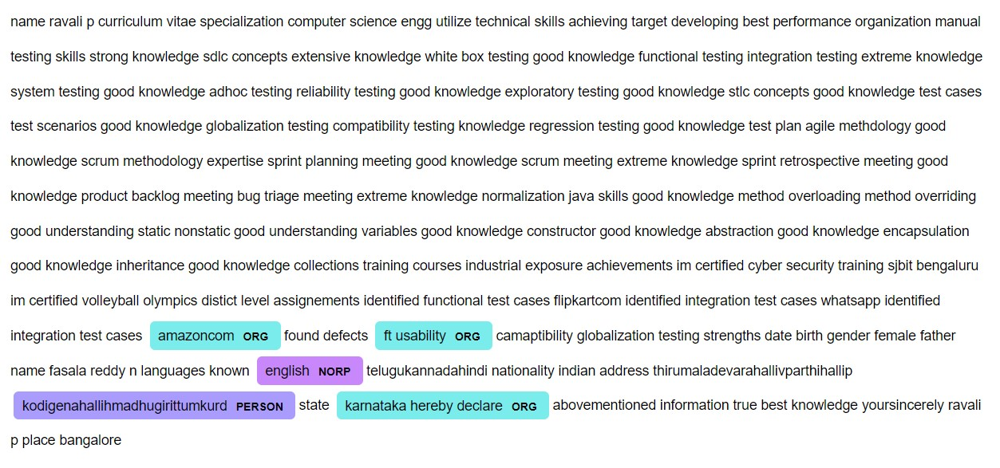 name ravali p curriculum vitae specialization computer science engg utilize technical skills achieving target developing best performance organization manual
testing skills strong knowledge sdlc concepts extensive knowledge white box testing good knowledge functional testing integration testing extreme knowledge
system testing good knowledge adhoc testing reliability testing good knowledge exploratory testing good knowledge stlc concepts good knowledge test cases
test scenarios good knowledge globalization testing compatibility testing knowledge regression testing good knowledge test plan agile methdology good
knowledge scrum methodology expertise sprint planning meeting good knowledge scrum meeting extreme knowledge sprint retrospective meeting good
knowledge product backlog meeting bug triage meeting extreme knowledge normalization java skills good knowledge method overloading method overriding
good understanding static nonstatic good understanding variables good knowledge constructor good knowledge abstraction good knowledge encapsulation
good knowledge inheritance good knowledge collections training courses industrial exposure achievements im certified cyber security training sjbit bengaluru
im certified volleyball olympics distict level assignements identified functional test cases flipkartcom identified integration test cases whatsapp identified
integration test cases amazoncom ORG found defects ft usability ORG camaptibility globalization testing strengths date birth gender female father
name fasala reddy n languages known english NORP telugukannadahindi nationality indian address thirumaladevarahallivparthihallip
kodigenahallihmadhugirittumkurd PERSON state karnataka hereby declare ORG abovementioned information true best knowledge yoursincerely ravali
p place bangalore